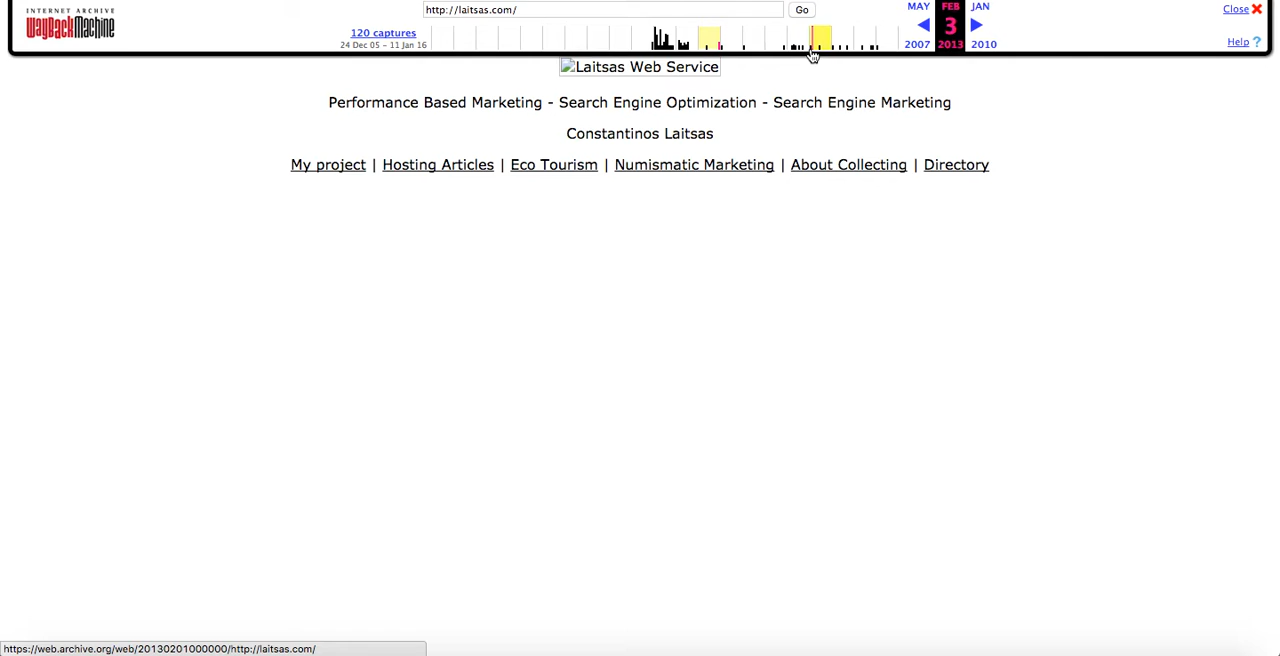 INTERNET ARCHIVE
WayBackMachine
http://laitsas.com/
Go
120 captures
24 Dec 05 – 11 Jan 16
MAY FEB JAN
3
2007 2013 2010
Close
Help ?
Laitsas Web Service
Performance Based Marketing - Search Engine Optimization - Search Engine Marketing
Constantinos Laitsas
My project | Hosting Articles | Eco Tourism | Numismatic Marketing | About Collecting | Directory
https://web.archive.org/web/20130201000000/http://laitsas.com/